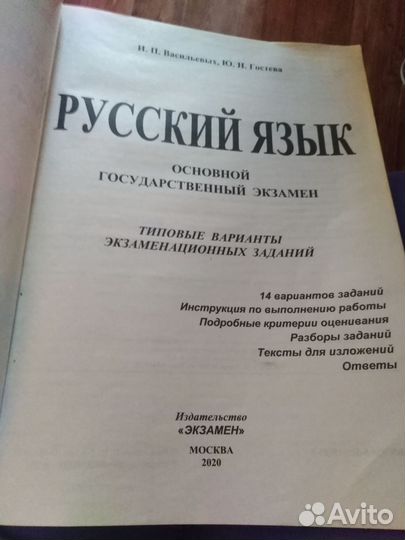 И. П. Васильевых, Ю. Н. Гостева
РУССКИЙ ЯЗЫК
ОСНОВНОЙ
ГОСУДАРСТВЕННЫЙ ЭКЗАМЕН
ТИПОВЫЕ ВАРИАНТЫ
ЭКЗАМЕНАЦИОННЫХ ЗАДАНИЙ
14 вариантов заданий
Инструкция по выполнению работы
Подробные критерии оценивания
Разборы заданий
Тексты для изложений
Ответы
Издательство
«ЭКЗАМЕН»
МОСКВА
2020
Avito